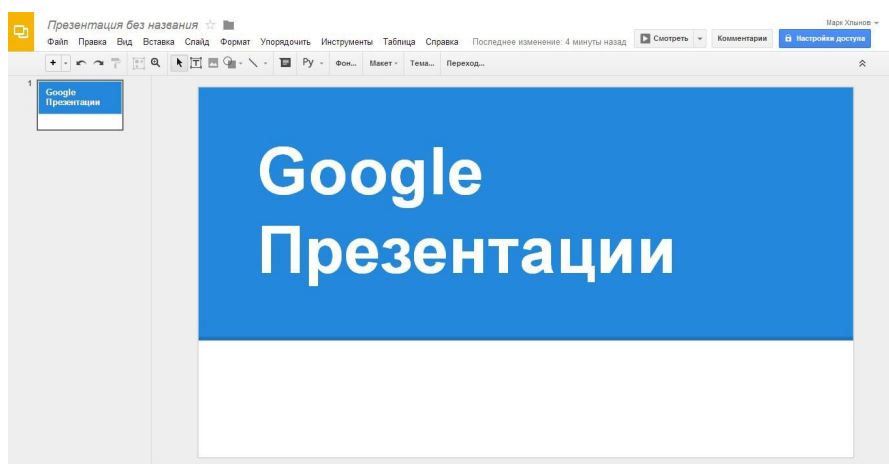 Презентация без названия
Марк Хлынов
Файл Правка Вид Вставка Слайд Формат Упорядочить Инструменты Таблица Справка Последнее изменение: 4 минуты назад Смотреть Комментарии Настройки доступа
Ру Фон... Макет Тема... Переход...
1
Google
Презентации
Google
Презентации